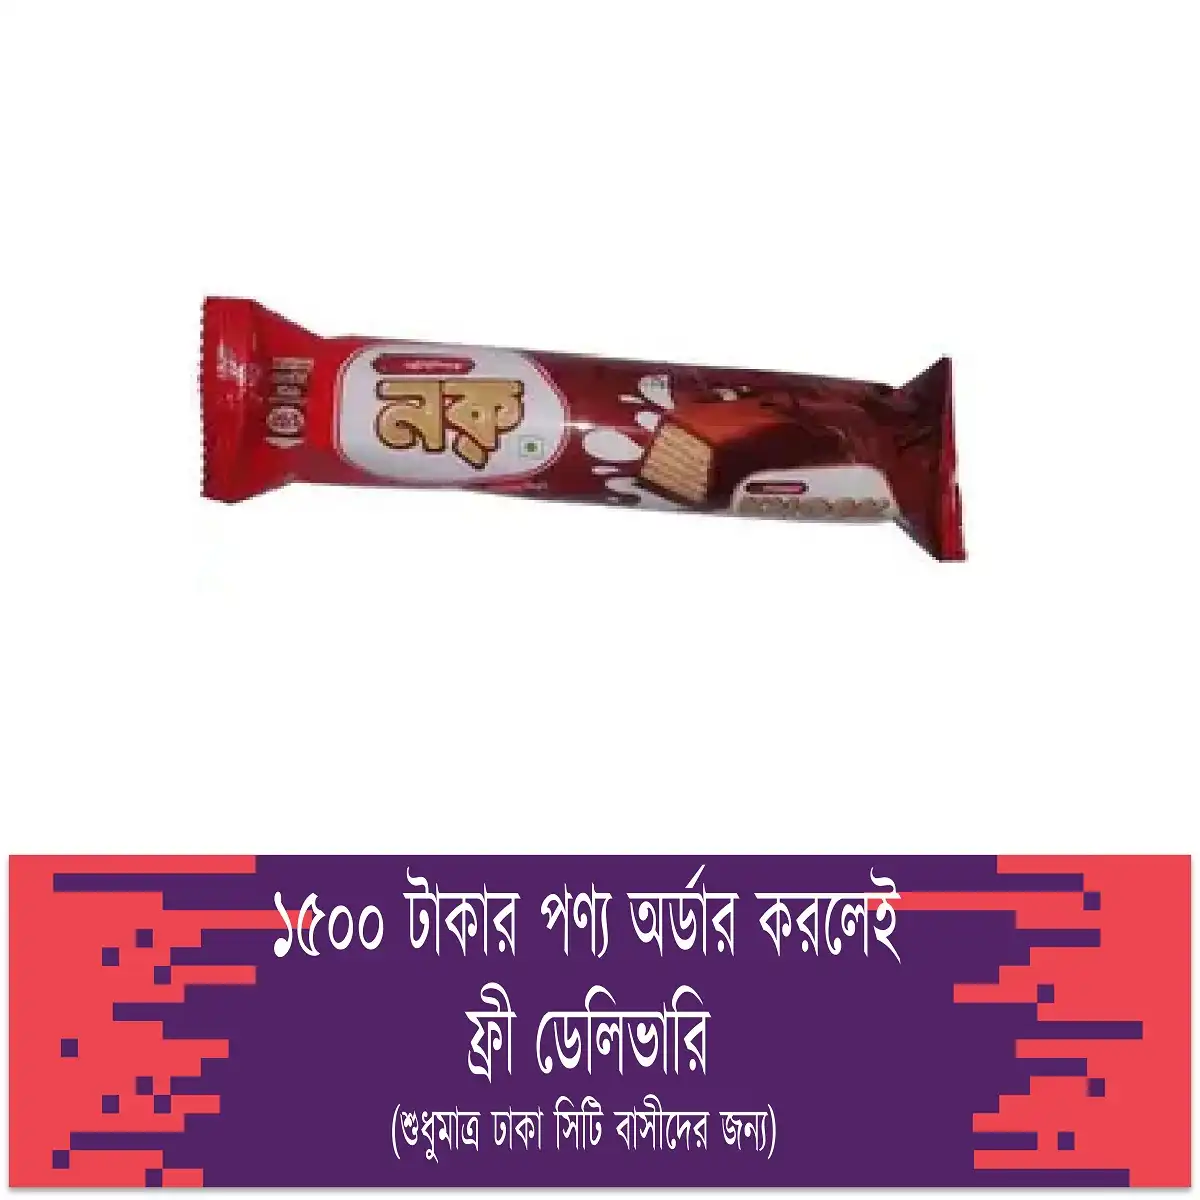 নক্
১৫০০ টাকার পণ্য অর্ডার করলেই
ফ্রী ডেলিভারি
(শুধুমাত্র ঢাকা সিটি বাসীদের জন্য)